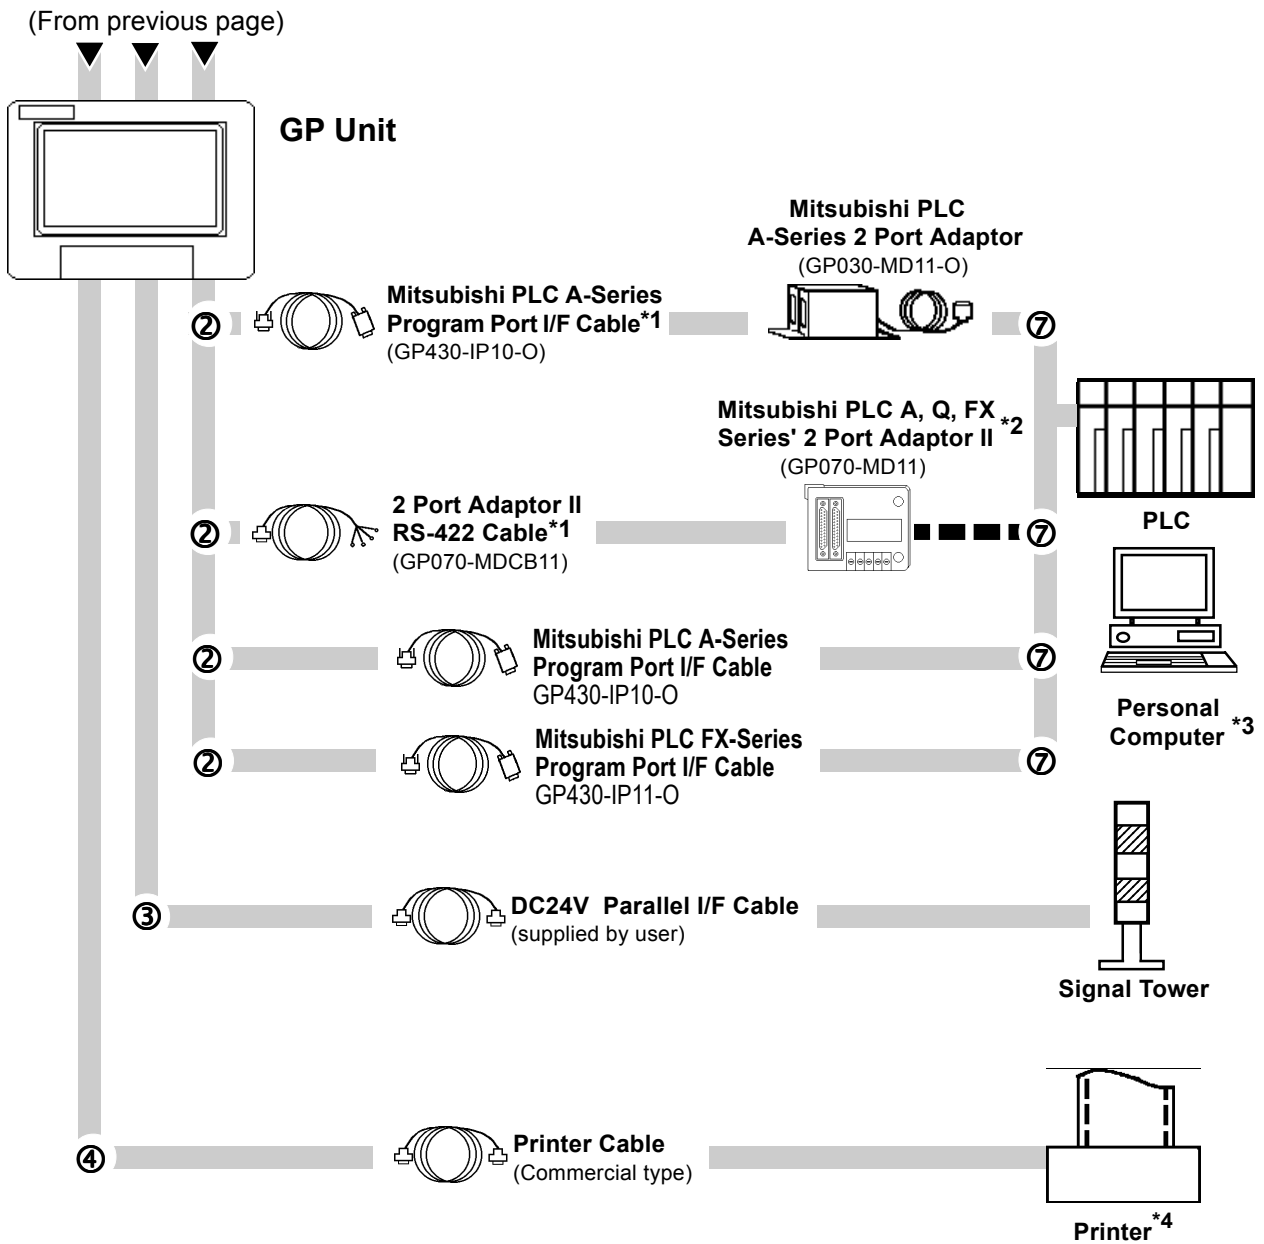 (From previous page)
GP Unit
Mitsubishi PLC
A-Series 2 Port Adaptor
(GP030-MD11-O)
② Mitsubishi PLC A-Series
Program Port I/F Cable*1
(GP430-IP10-O)
⑦
Mitsubishi PLC A, Q, FX
Series' 2 Port Adaptor II *2
(GP070-MD11)
② 2 Port Adaptor II
RS-422 Cable*1
(GP070-MDCB11)
⑦
PLC
② Mitsubishi PLC A-Series
Program Port I/F Cable
GP430-IP10-O
⑦
Personal
Computer *3
② Mitsubishi PLC FX-Series
Program Port I/F Cable
GP430-IP11-O
⑦
③ DC24V Parallel I/F Cable
(supplied by user)
Signal Tower
④ Printer Cable
(Commercial type)
Printer*4